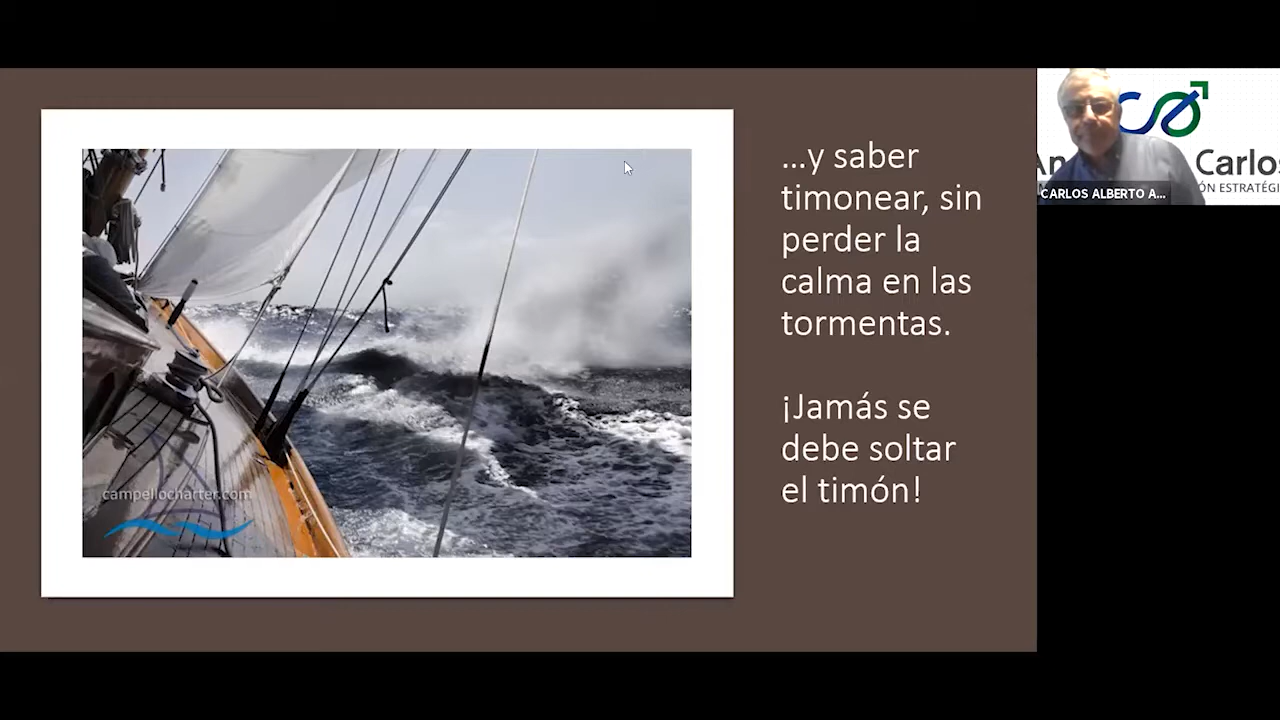 ...y saber
timonear, sin
perder la
calma en las
tormentas.
¡Jamás se
debe soltar
el timón!
campellocharter.com
CARLOS ALBERTO A...